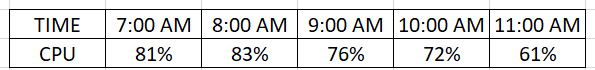 TIME 7:00 AM 8:00 AM 9:00 AM 10:00 AM 11:00 AM
CPU 81% 83% 76% 72% 61%